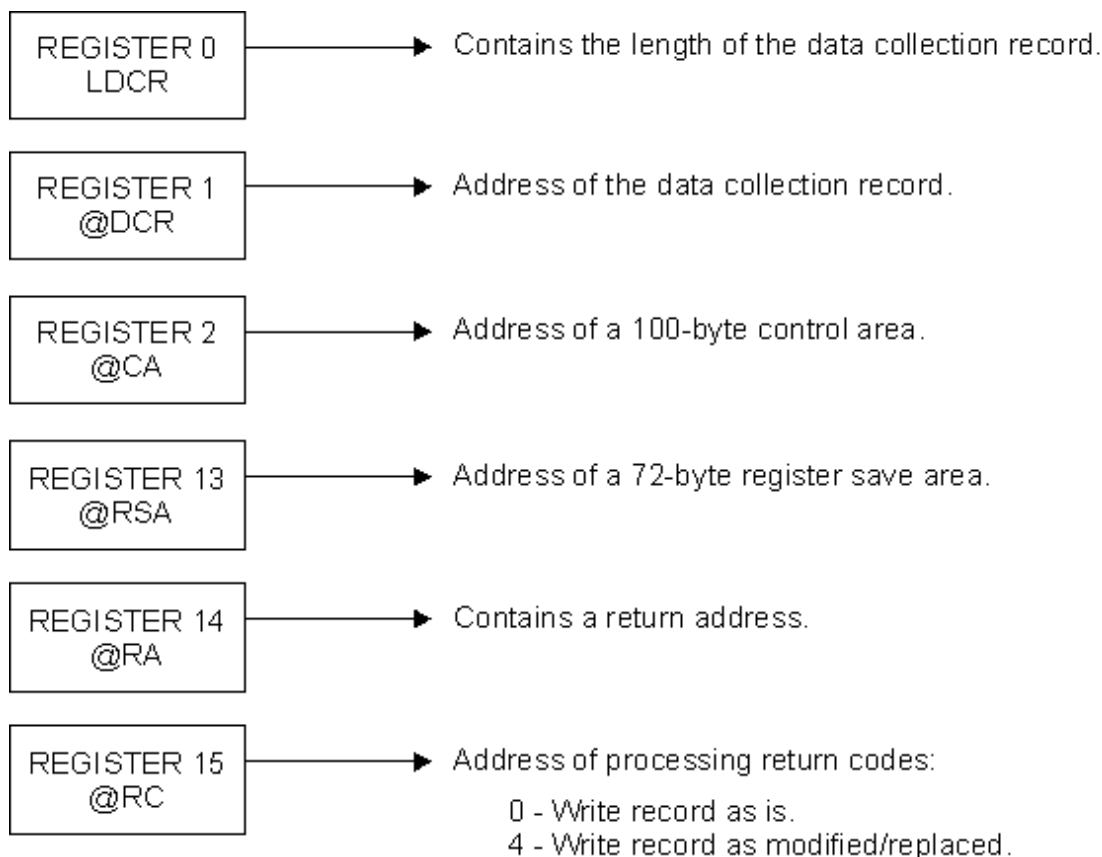 REGISTER 0
LDCR
Contains the length of the data collection record.
REGISTER 1
@DCR
Address of the data collection record.
REGISTER 2
@CA
Address of a 100-byte control area.
REGISTER 13
@RSA
Address of a 72-byte register save area.
REGISTER 14
@RA
Contains a return address.
REGISTER 15
@RC
Address of processing return codes:
0 - Write record as is.
4 - Write record as modified/replaced.